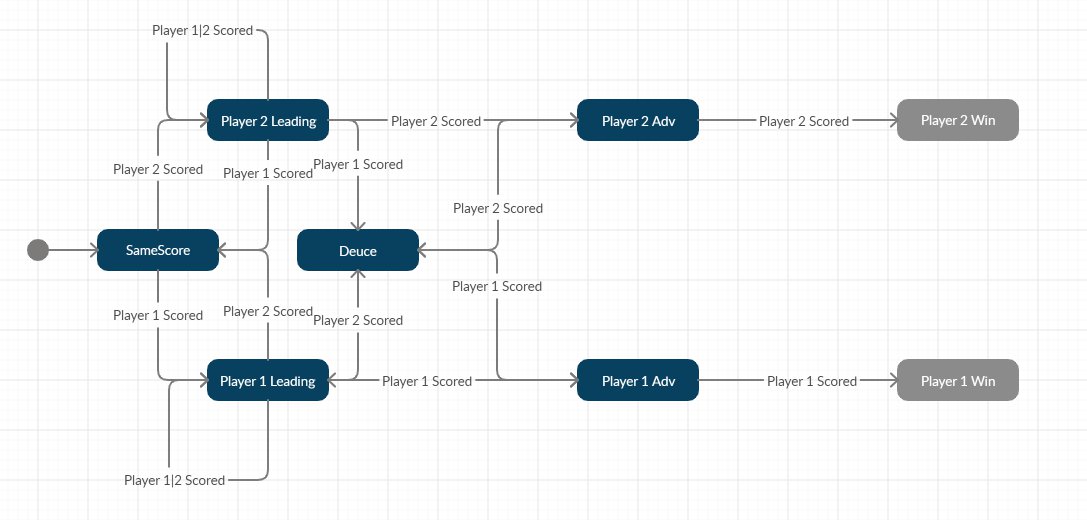 Player 1|2 Scored
Player 2 Leading
Player 2 Scored
Player 2 Adv
Player 2 Scored
Player 2 Win
Player 2 Scored
Player 1 Scored
Player 1 Scored
Player 2 Scored
SameScore
Deuce
Player 1 Scored
Player 1 Scored
Player 2 Scored
Player 2 Scored
Player 1 Leading
Player 1 Scored
Player 1 Adv
Player 1 Scored
Player 1 Win
Player 1|2 Scored